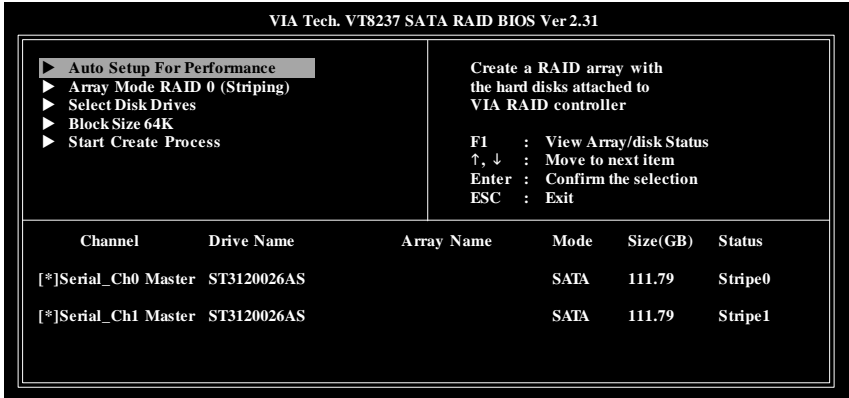 VIA Tech. VT8237 SATA RAID BIOS Ver 2.31
▶ Auto Setup For Performance
▶ Array Mode RAID 0 (Striping)
▶ Select Disk Drives
▶ Block Size 64K
▶ Start Create Process
Create a RAID array with
the hard disks attached to
VIA RAID controller
F1 : View Array/disk Status
↑, ↓ : Move to next item
Enter : Confirm the selection
ESC : Exit
Channel Drive Name Array Name Mode Size(GB) Status
[*]Serial_Ch0 Master ST3120026AS SATA 111.79 Stripe0
[*]Serial_Ch1 Master ST3120026AS SATA 111.79 Stripe1